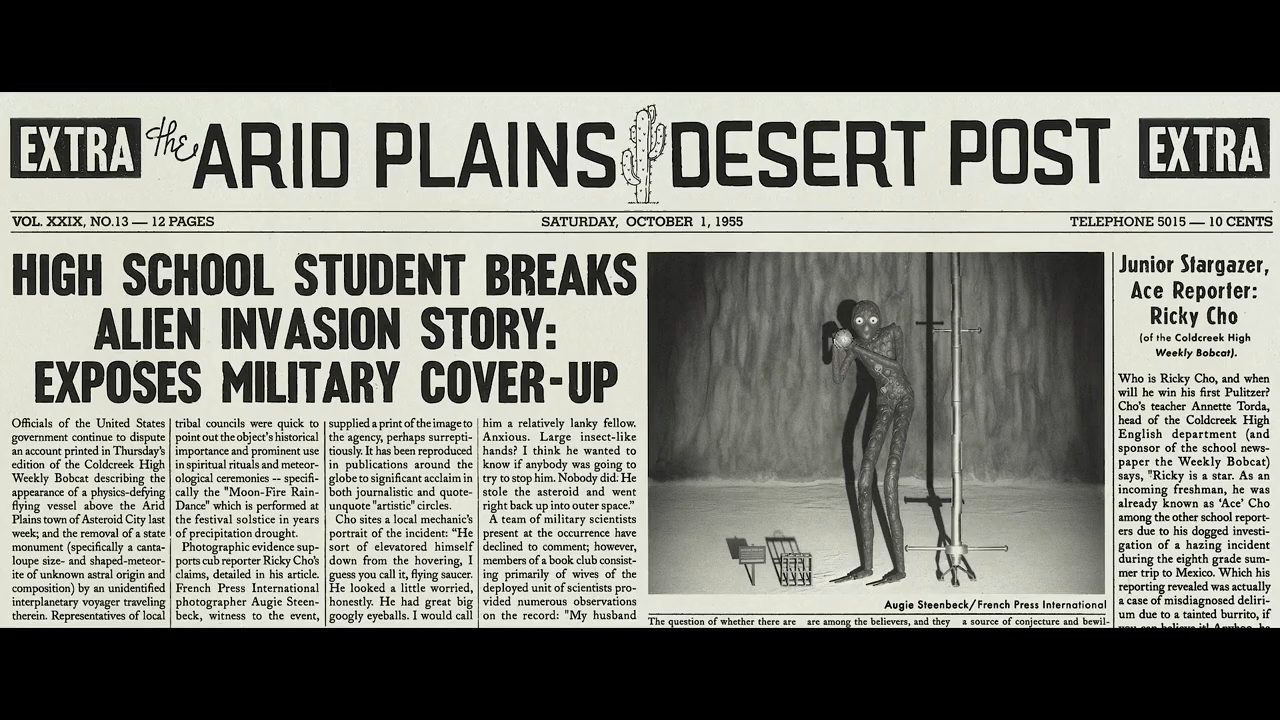 EXTRA the ARID PLAINS DESERT POST EXTRA
VOL. XXIX, NO.13 — 12 PAGES
SATURDAY, OCTOBER 1, 1955
TELEPHONE 5015 — 10 CENTS
HIGH SCHOOL STUDENT BREAKS
ALIEN INVASION STORY:
EXPOSES MILITARY COVER-UP
Officials of the United States
government continue to dispute
an account printed in Thursday's
edition of the Coldcreek High
Weekly Bobcat describing the
appearance of a physics-defying
flying vessel above the Arid
Plains town of Asteroid City last
week; and the removal of a state
monument (specifically a canta-
loupe size- and shaped-meteor-
ite of unknown astral origin and
composition) by an unidentified
interplanetary voyager traveling
therein. Representatives of local
tribal councils were quick to
point out the object's historical
importance and prominent use
in spiritual rituals and meteor-
ological ceremonies -- specifi-
cally the "Moon-Fire Rain-
Dance" which is performed at
the festival solstice in years
of precipitation drought.
Photographic evidence sup-
ports cub reporter Ricky Cho's
claims, detailed in his article.
French Press International
photographer Augie Steen-
beck, witness to the event,
supplied a print of the image to
the agency, perhaps surrepti-
tiously. It has been reproduced
in publications around the
globe to significant acclaim in
both journalistic and quote-
unquote "artistic" circles.
Cho sites a local mechanic's
portrait of the incident: "He
sort of elevatored himself
down from the hovering, I
guess you call it, flying saucer.
He looked a little worried,
honestly. He had great big
googly eyeballs. I would call
him a relatively lanky fellow.
Anxious. Large insect-like
hands? I think he wanted to
know if anybody was going to
try to stop him. Nobody did. He
stole the asteroid and went
right back up into outer space."
A team of military scientists
present at the occurrence have
declined to comment; however,
members of a book club consist-
ing primarily of wives of the
deployed unit of scientists pro-
vided numerous observations
on the record: "My husband
Augie Steenbeck/French Press International
The question of whether there are
are among the believers, and they
a source of conjecture and bewil-
Junior Stargazer,
Ace Reporter:
Ricky Cho
(of the Coldcreek High
Weekly Bobcat).
Who is Ricky Cho, and when
will he win his first Pulitzer?
Cho's teacher Annette Torda,
head of the Coldcreek High
English department (and
sponsor of the school news-
paper the Weekly Bobcat)
says, "Ricky is a star. As an
incoming freshman, he was
already known as 'Ace' Cho
among the other school report-
ers due to his dogged investi-
gation of a hazing incident
during the eighth grade sum-
mer trip to Mexico. Which his
reporting revealed was actually
a case of misdiagnosed deliri-
um due to a tainted burrito, if
you can believe it! Anyhoo, he